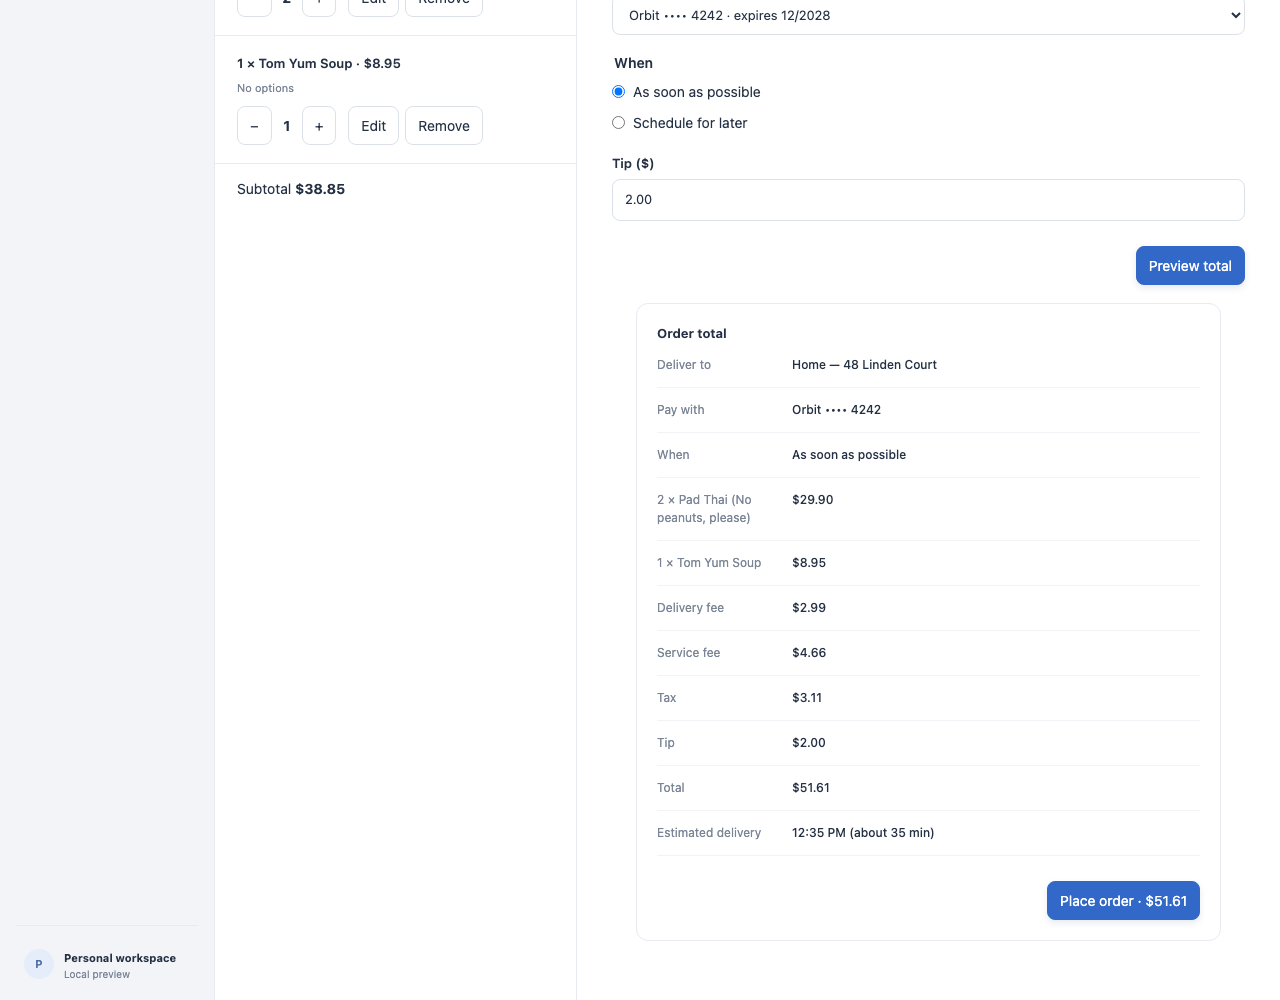 2
+
Edit
Remove
1 × Tom Yum Soup · $8.95
No options
−
1
+
Edit
Remove
Subtotal $38.85
Orbit •••• 4242 · expires 12/2028
When
As soon as possible
Schedule for later
Tip ($)
2.00
Preview total
Order total
Deliver to
Home — 48 Linden Court
Pay with
Orbit •••• 4242
When
As soon as possible
2 × Pad Thai (No
peanuts, please)
$29.90
1 × Tom Yum Soup
$8.95
Delivery fee
$2.99
Service fee
$4.66
Tax
$3.11
Tip
$2.00
Total
$51.61
Estimated delivery
12:35 PM (about 35 min)
Place order · $51.61
P
Personal workspace
Local preview